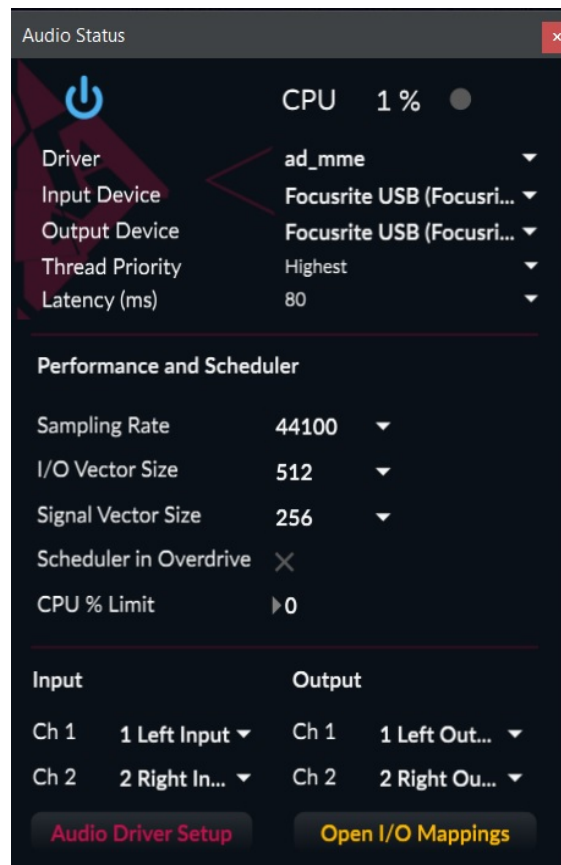 Audio Status
CPU 1 %
Driver ad_mme
Input Device Focusrite USB (Focusri...
Output Device Focusrite USB (Focusri...
Thread Priority Highest
Latency (ms) 80
Performance and Scheduler
Sampling Rate 44100
I/O Vector Size 512
Signal Vector Size 256
Scheduler in Overdrive
CPU % Limit 0
Input Output
Ch 1 1 Left Input Ch 1 1 Left Out...
Ch 2 2 Right In... Ch 2 2 Right Ou...
Audio Driver Setup Open I/O Mappings